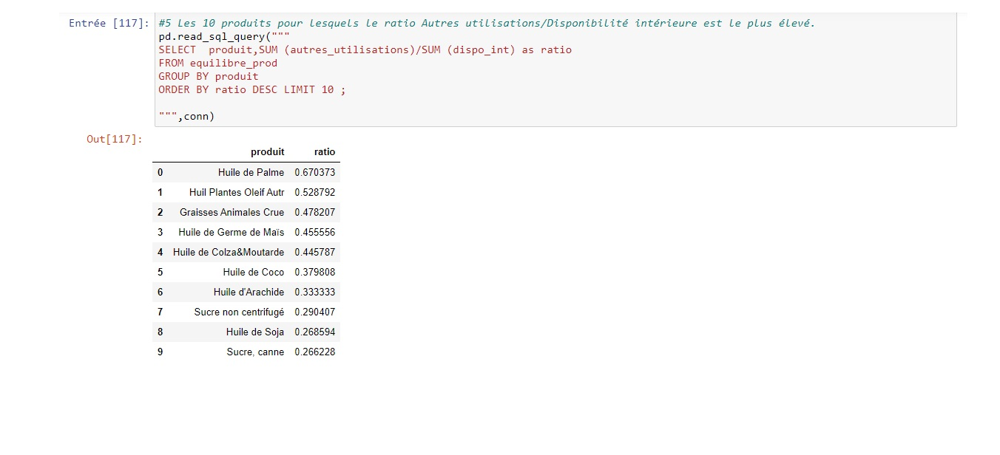 Entrée [117]: #5 Les 10 produits pour lesquels le ratio Autres utilisations/Disponibilité intérieure est le plus élevé.
pd.read_sql_query("""
SELECT  produit,SUM (autres_utilisations)/SUM (dispo_int) as ratio
FROM equilibre_prod
GROUP BY produit
ORDER BY ratio DESC LIMIT 10 ;
""",conn)
Out[117]:
produit ratio
0 Huile de Palme 0.670373
1 Huil Plantes Oleif Autr 0.528792
2 Graisses Animales Crue 0.478207
3 Huile de Germe de Maïs 0.455556
4 Huile de Colza&Moutarde 0.445787
5 Huile de Coco 0.379808
6 Huile d'Arachide 0.333333
7 Sucre non centrifugé 0.290407
8 Huile de Soja 0.268594
9 Sucre, canne 0.266228